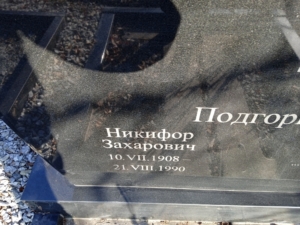 Подгор
Никифор
Захарович
10.VII.1908 –
21.VIII.1990